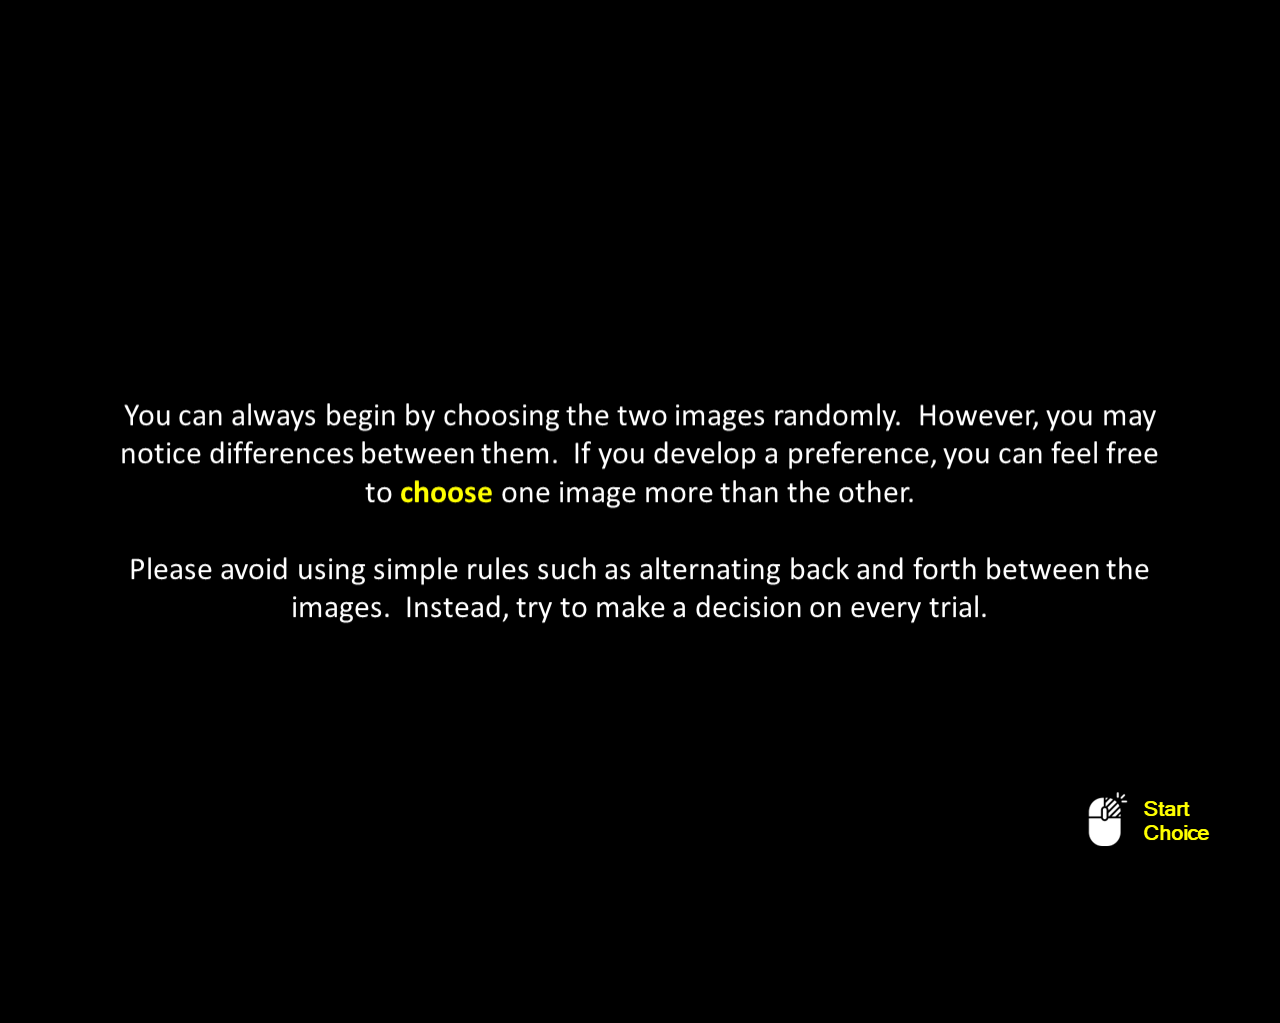 You can always begin by choosing the two images randomly.  However, you may
notice differences between them.  If you develop a preference, you can feel free
to choose one image more than the other.
Please avoid using simple rules such as alternating back and forth between the
images.  Instead, try to make a decision on every trial.
Start
Choice